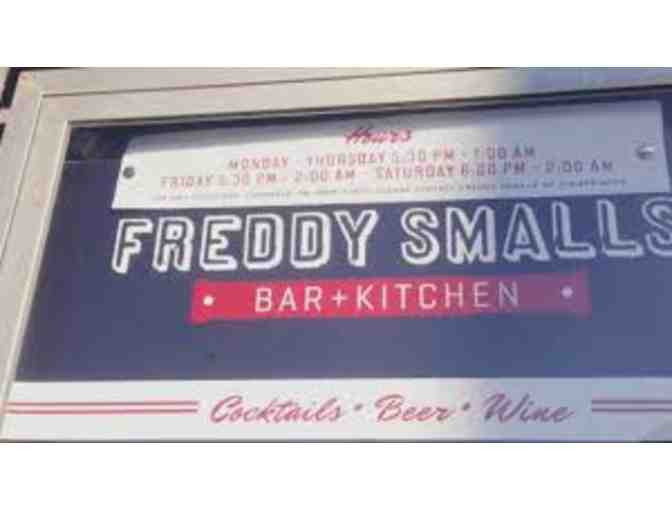 Hours
MONDAY - THURSDAY 5:30 PM - 1:00 AM
FRIDAY 5:30 PM - 2:00 AM - SATURDAY 6:00 PM - 2:00 AM
FREDDY SMALLS
• BAR+KITCHEN •
Cocktails • Beer • Wine